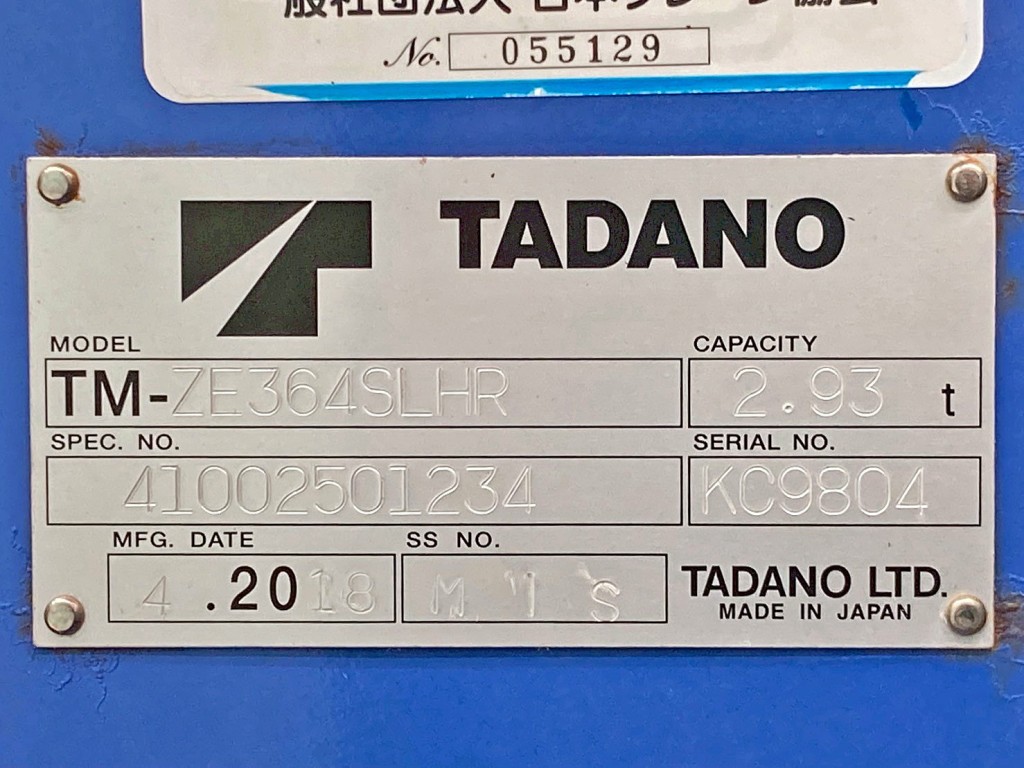 No. 055129
TADANO
MODEL CAPACITY
TM-ZE364SLHR 2.93 t
SPEC. NO. SERIAL NO.
41002501234 KC9804
MFG. DATE SS NO.
4 .2018 M 1 S
TADANO LTD.
MADE IN JAPAN